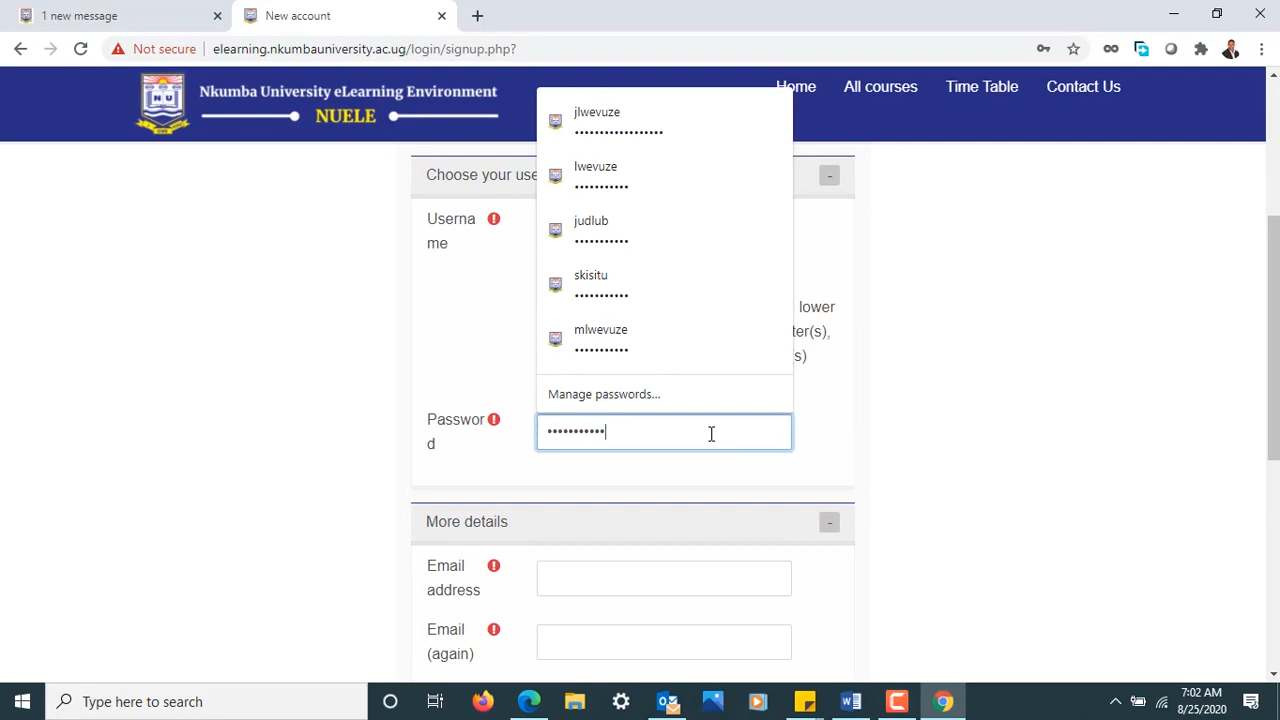 1 new message
New account
Not secure
elearning.nkumbauniversity.ac.ug/login/signup.php?
NU
Nkumba University eLearning Environment
NUELE
Home
All courses
Time Table
Contact Us
jlwevuze
••••••••••••••••••
lwevuze
•••••••••••
judlub
•••••••••••
skisitu
•••••••••••
mlwevuze
•••••••••••
Manage passwords...
Choose your use
-
Userna
me
lower
ter(s),
s)
Passwor
d
•••••••••••
More details
-
Email
address
Email
(again)
Type here to search
7:02 AM
8/25/2020